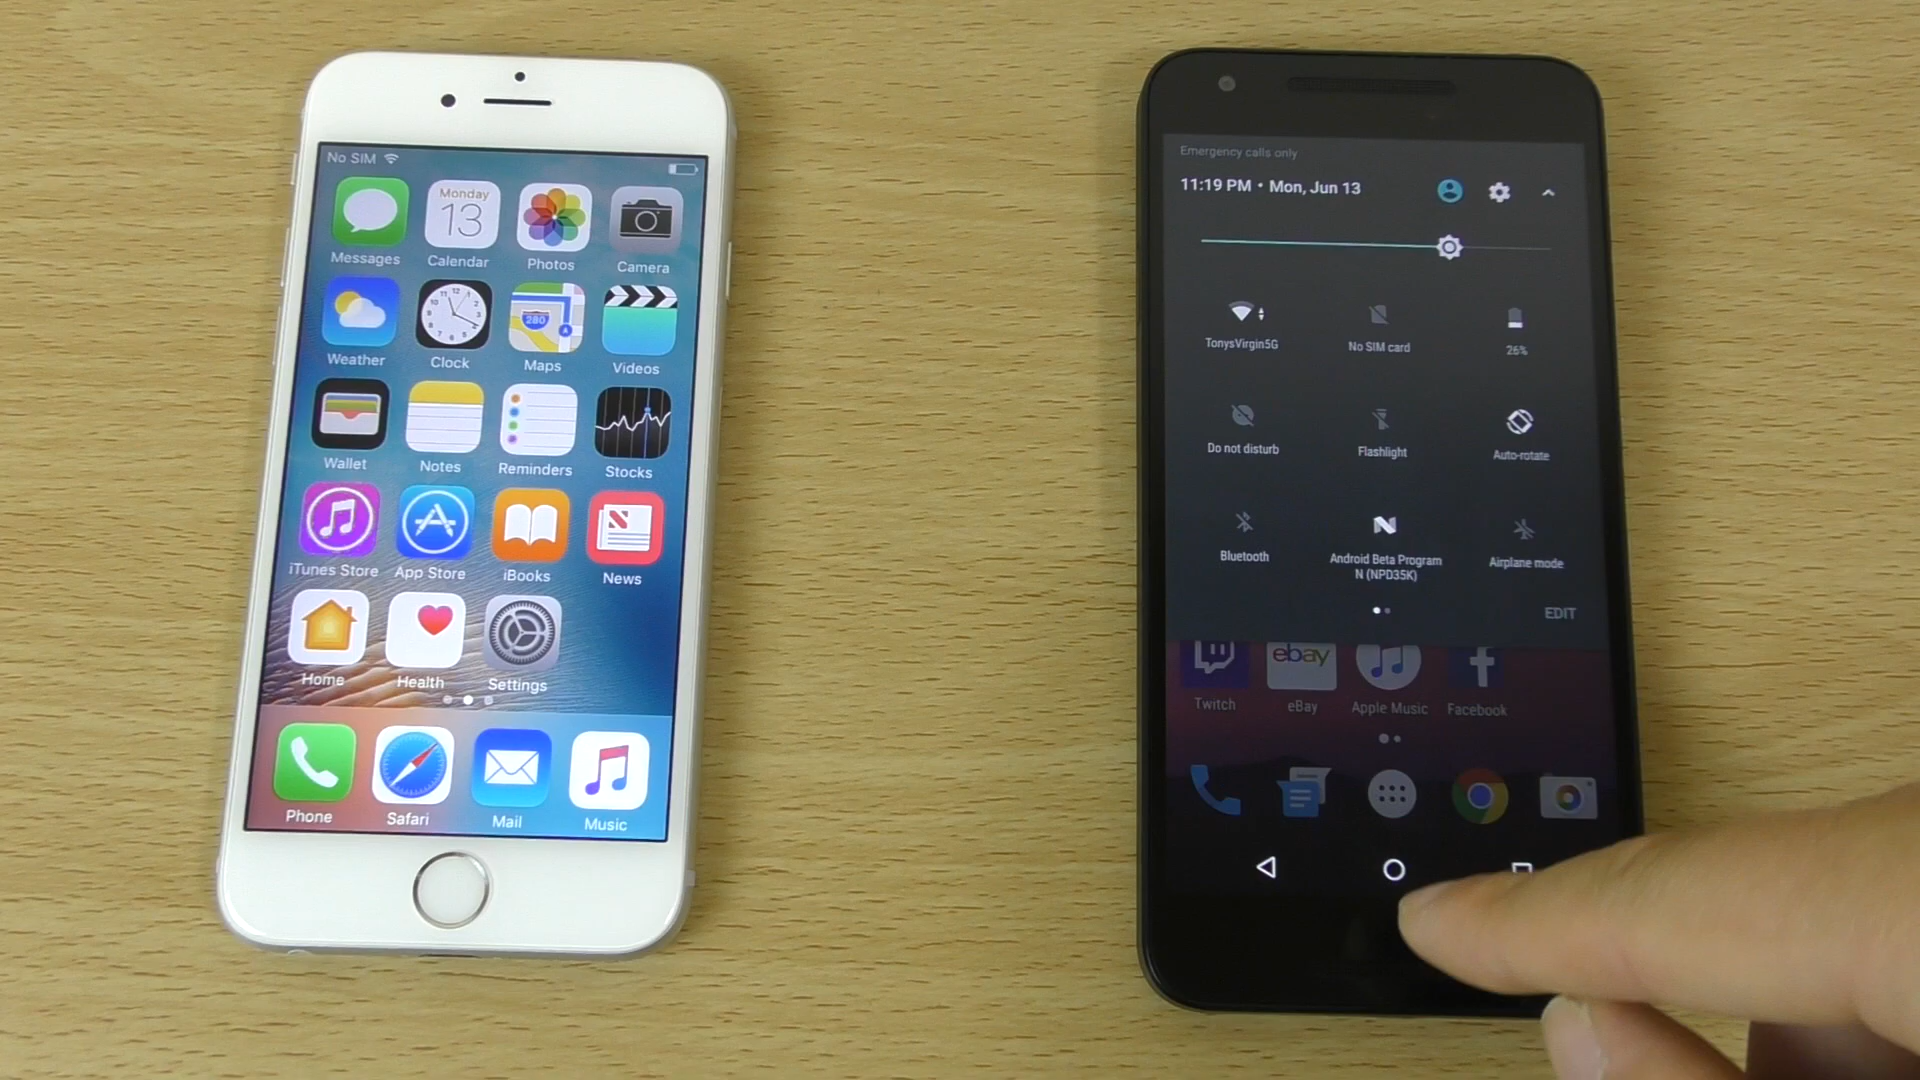 No SIM
Monday
13
Messages
Calendar
Photos
Camera
280
Weather
Clock
Maps
Videos
Wallet
Notes
Reminders
Stocks
iTunes Store
App Store
iBooks
News
Home
Health
Settings
Phone
Safari
Mail
Music
Emergency calls only
11:19 PM • Mon, Jun 13
TonysVirgin5G
No SIM card
26%
Do not disturb
Flashlight
Auto-rotate
Bluetooth
Android Beta Program
N (NPD35K)
Airplane mode
EDIT
ebay
Twitch
eBay
Apple Music
Facebook